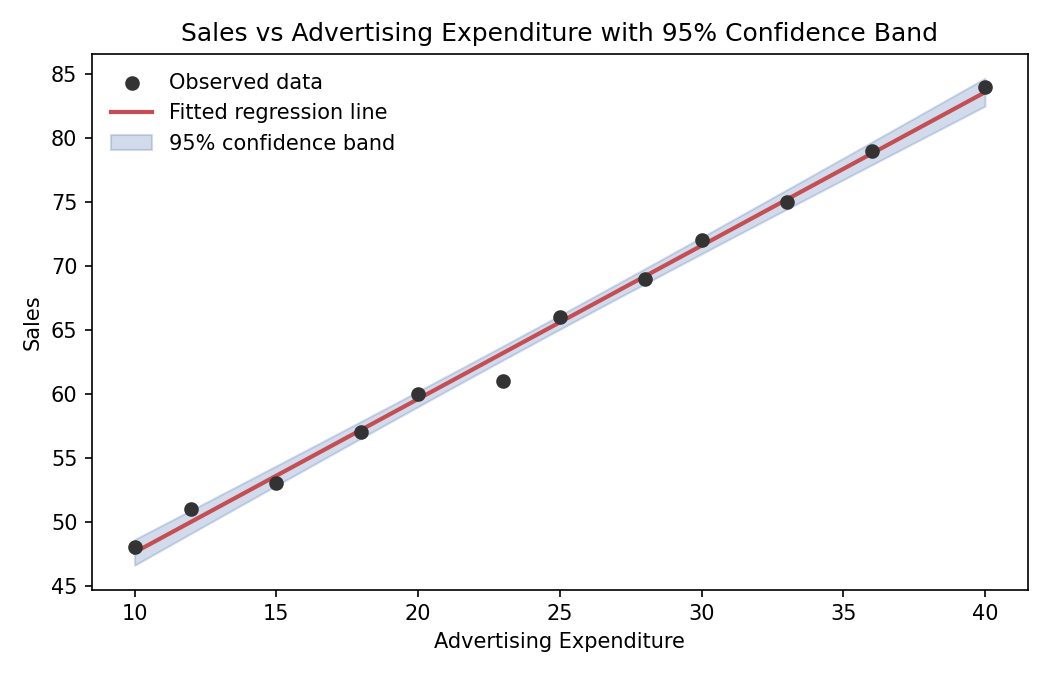 Sales vs Advertising Expenditure with 95% Confidence Band
Observed data
Fitted regression line
95% confidence band
85
80
75
70
65
60
55
50
45
Sales
10 15 20 25 30 35 40
Advertising Expenditure